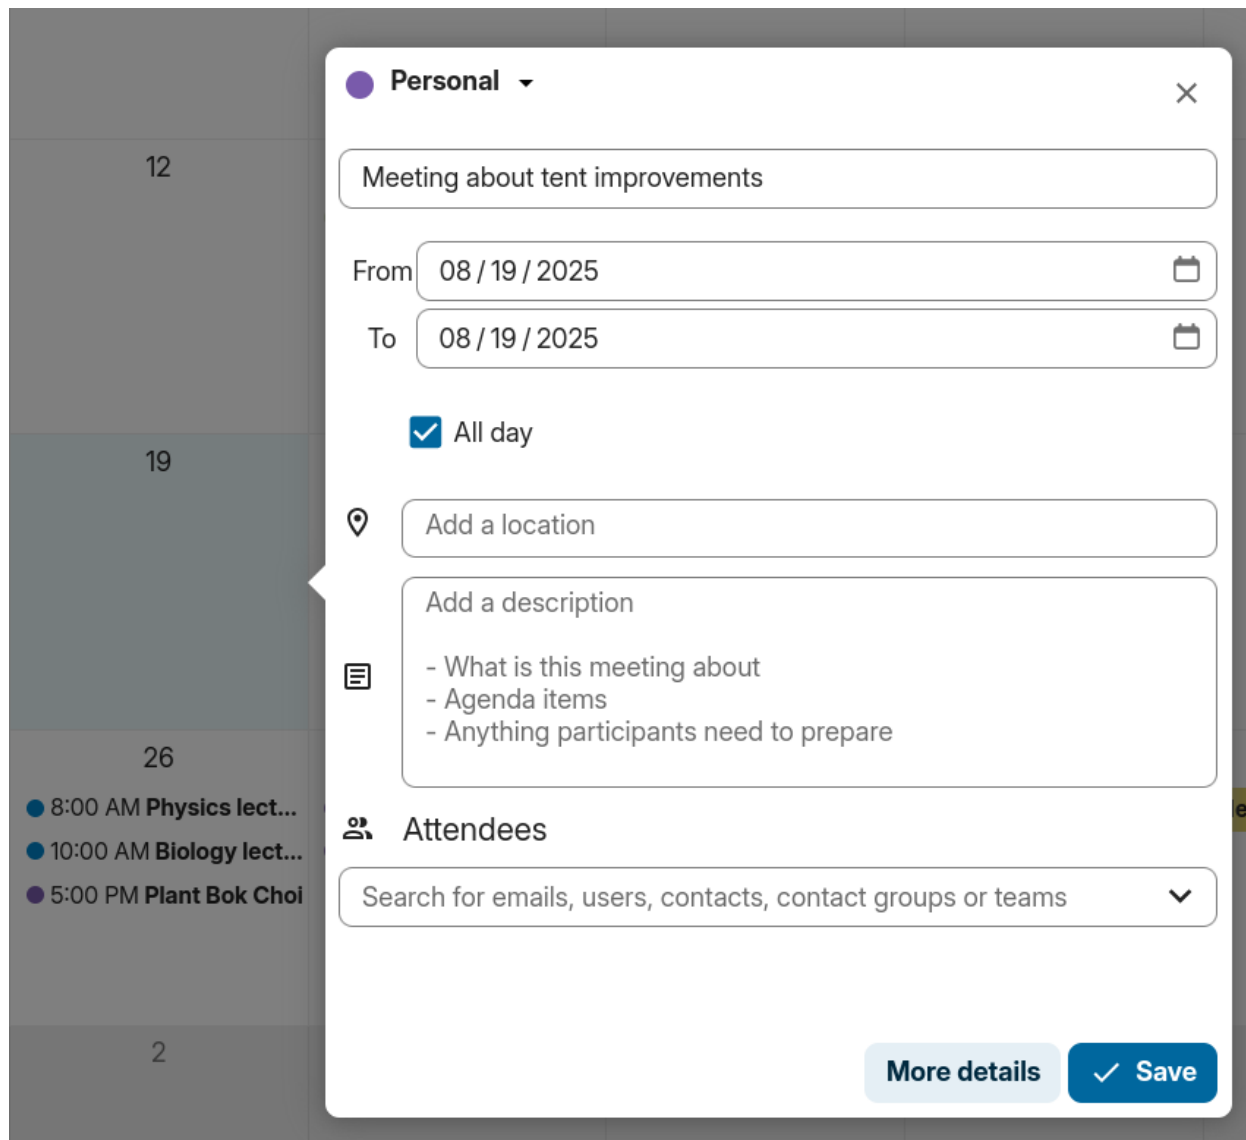 Personal
Meeting about tent improvements
From 08 / 19 / 2025
To 08 / 19 / 2025
All day
Add a location
Add a description
- What is this meeting about
- Agenda items
- Anything participants need to prepare
Attendees
Search for emails, users, contacts, contact groups or teams
More details
Save
12
19
26
8:00 AM Physics lect...
10:00 AM Biology lect...
5:00 PM Plant Bok Choi
2